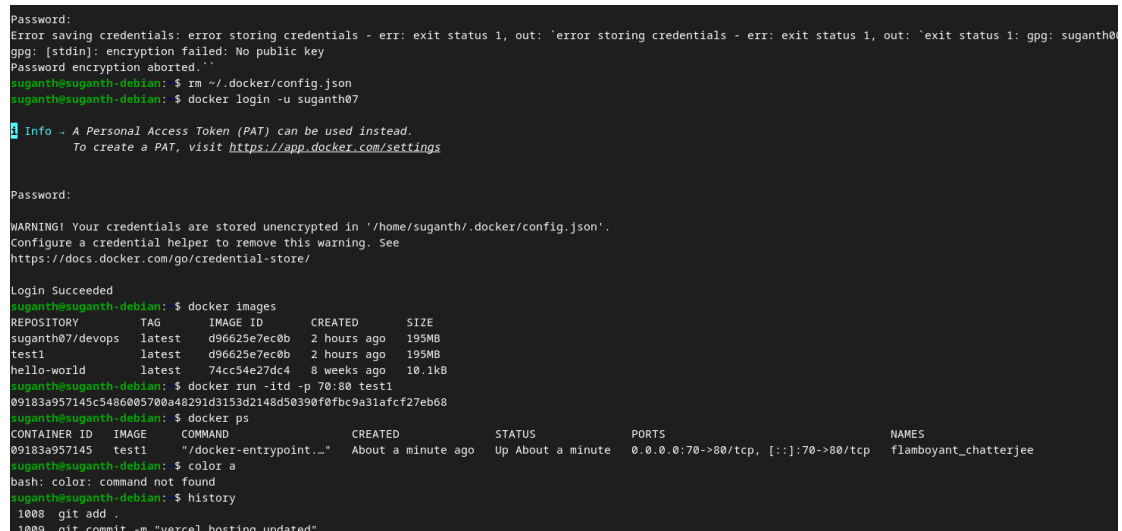 Password:
Error saving credentials: error storing credentials - err: exit status 1, out: `error storing credentials - err: exit status 1, out: `exit status 1: gpg: suganth0
gpg: [stdin]: encryption failed: No public key
Password encryption aborted.``
suganth@suganth-debian: $ rm ~/.docker/config.json
suganth@suganth-debian: $ docker login -u suganth07
i Info → A Personal Access Token (PAT) can be used instead.
To create a PAT, visit https://app.docker.com/settings
Password:
WARNING! Your credentials are stored unencrypted in '/home/suganth/.docker/config.json'.
Configure a credential helper to remove this warning. See
https://docs.docker.com/go/credential-store/
Login Succeeded
suganth@suganth-debian: $ docker images
REPOSITORY TAG IMAGE ID CREATED SIZE
suganth07/devops latest d96625e7ec0b 2 hours ago 195MB
test1 latest d96625e7ec0b 2 hours ago 195MB
hello-world latest 74cc54e27dc4 8 weeks ago 10.1kB
suganth@suganth-debian: $ docker run -itd -p 70:80 test1
09183a957145c5486005700a48291d3153d2148d50390f0fbc9a31afcf27eb68
suganth@suganth-debian: $ docker ps
CONTAINER ID IMAGE COMMAND CREATED STATUS PORTS NAMES
09183a957145 test1 "/docker-entrypoint.…" About a minute ago Up About a minute 0.0.0.0:70->80/tcp, [::]:70->80/tcp flamboyant_chatterjee
suganth@suganth-debian: $ color a
bash: color: command not found
suganth@suganth-debian: $ history
1008 git add .
1009 git commit -m "vercel hosting updated"